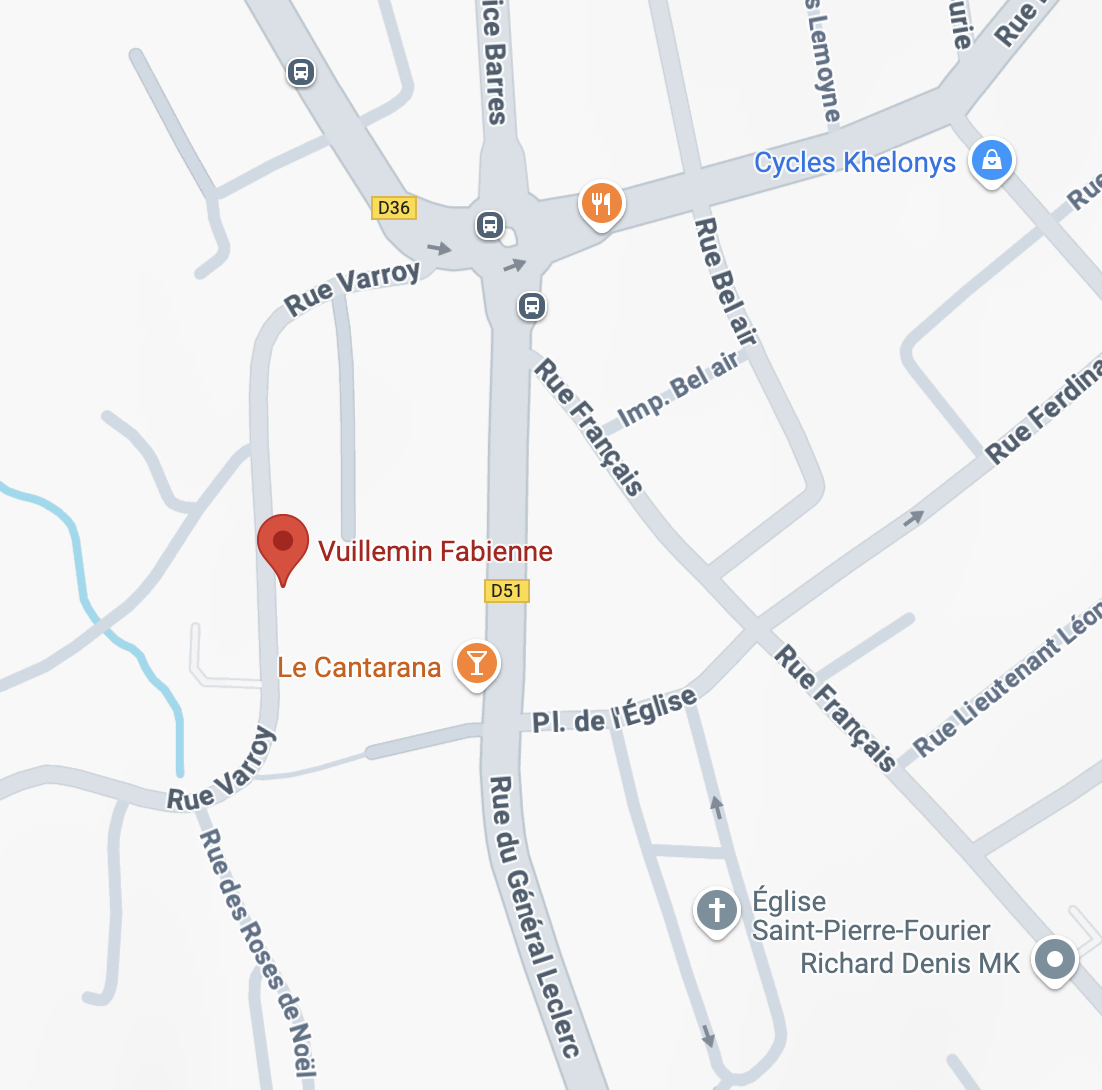 ice Barres
s Lemoyne
urie
Rue
Cycles Khelonys
D36
Rue
Rue Varroy
Rue Bel air
Imp. Bel air
Rue Français
Rue Ferdina
Vuillemin Fabienne
D51
Le Cantarana
Pl. de l'Église
Rue Français
Rue Lieutenant Léon
Rue Varroy
Rue du Général Leclerc
Rue des Roses de Noël
Église
Saint-Pierre-Fourier
Richard Denis MK